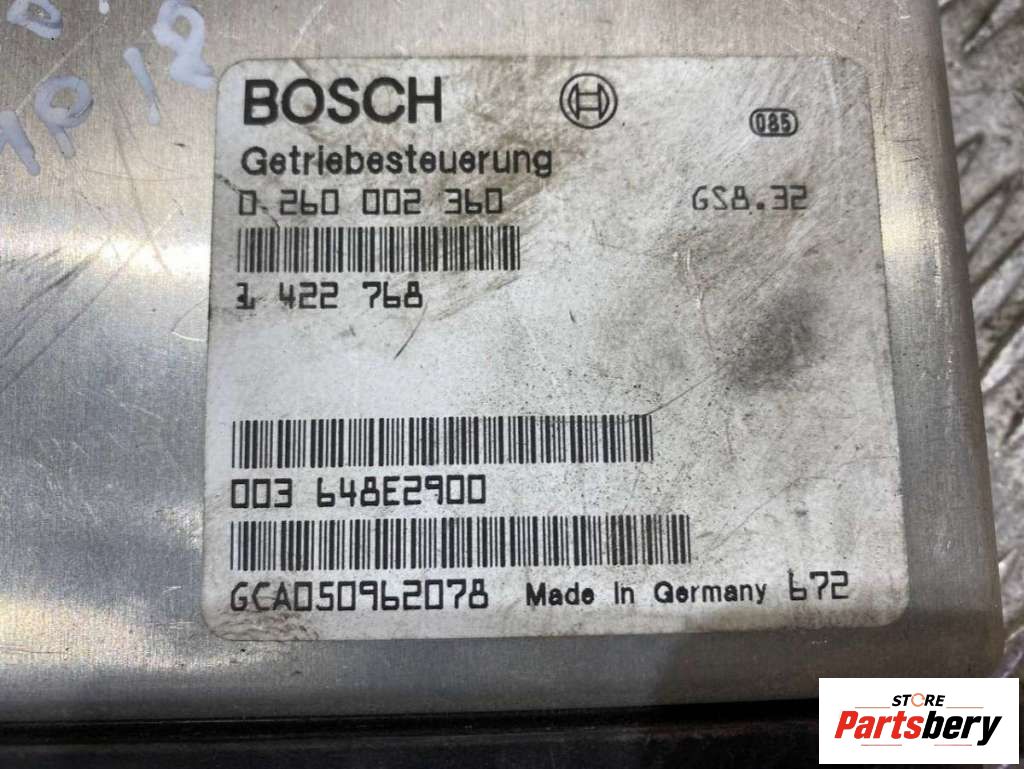 BOSCH
085
Getriebesteuerung
0 260 002 360 GS8.32
1 422 768
003 648E2900
GCA050962078 Made in Germany 672
STORE
Partsbery